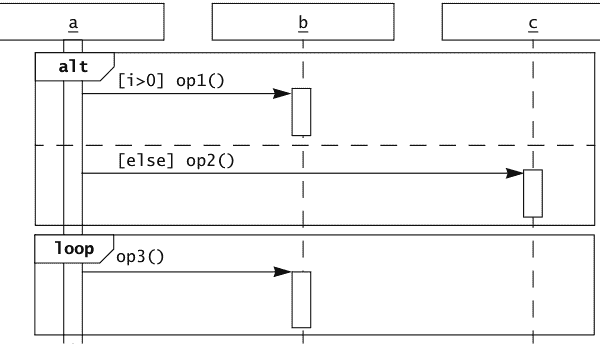 a
b
c
alt
[i>0] op1()
[else] op2()
loop
op3()